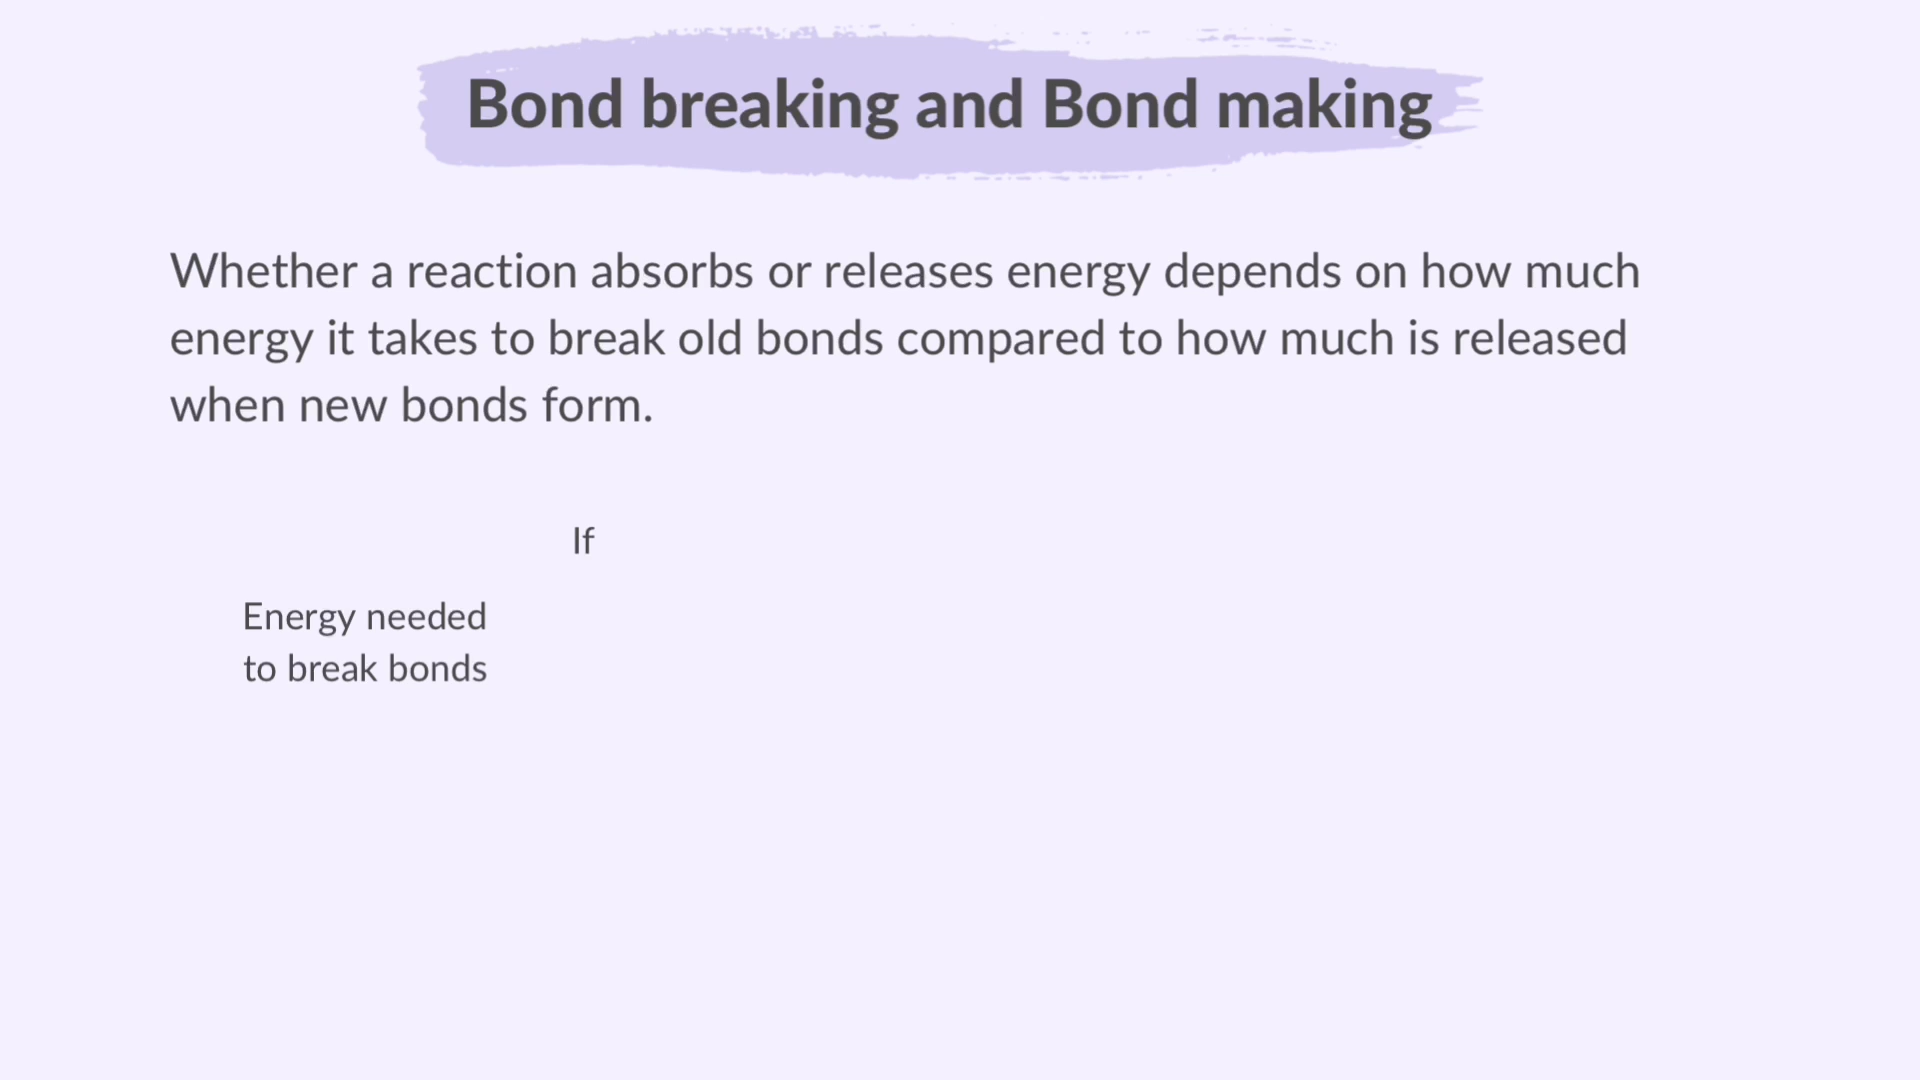 Bond breaking and Bond making
Whether a reaction absorbs or releases energy depends on how much
energy it takes to break old bonds compared to how much is released
when new bonds form.
If
Energy needed
to break bonds